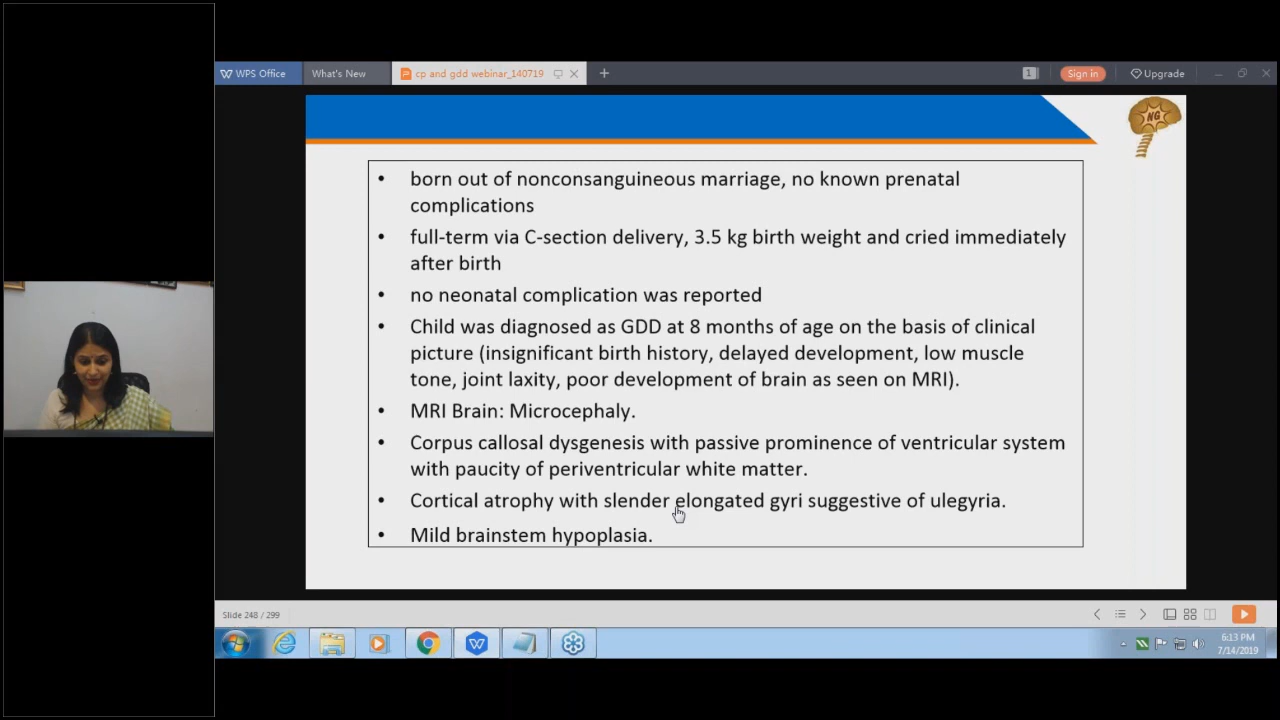 WPS Office
What's New
cp and gdd webinar_140719
1
Sign in
Upgrade
NG
• born out of nonconsanguineous marriage, no known prenatal
complications
• full-term via C-section delivery, 3.5 kg birth weight and cried immediately
after birth
• no neonatal complication was reported
• Child was diagnosed as GDD at 8 months of age on the basis of clinical
picture (insignificant birth history, delayed development, low muscle
tone, joint laxity, poor development of brain as seen on MRI).
• MRI Brain: Microcephaly.
• Corpus callosal dysgenesis with passive prominence of ventricular system
with paucity of periventricular white matter.
• Cortical atrophy with slender elongated gyri suggestive of ulegyria.
• Mild brainstem hypoplasia.
Slide 248 / 299
6:13 PM
7/14/2019